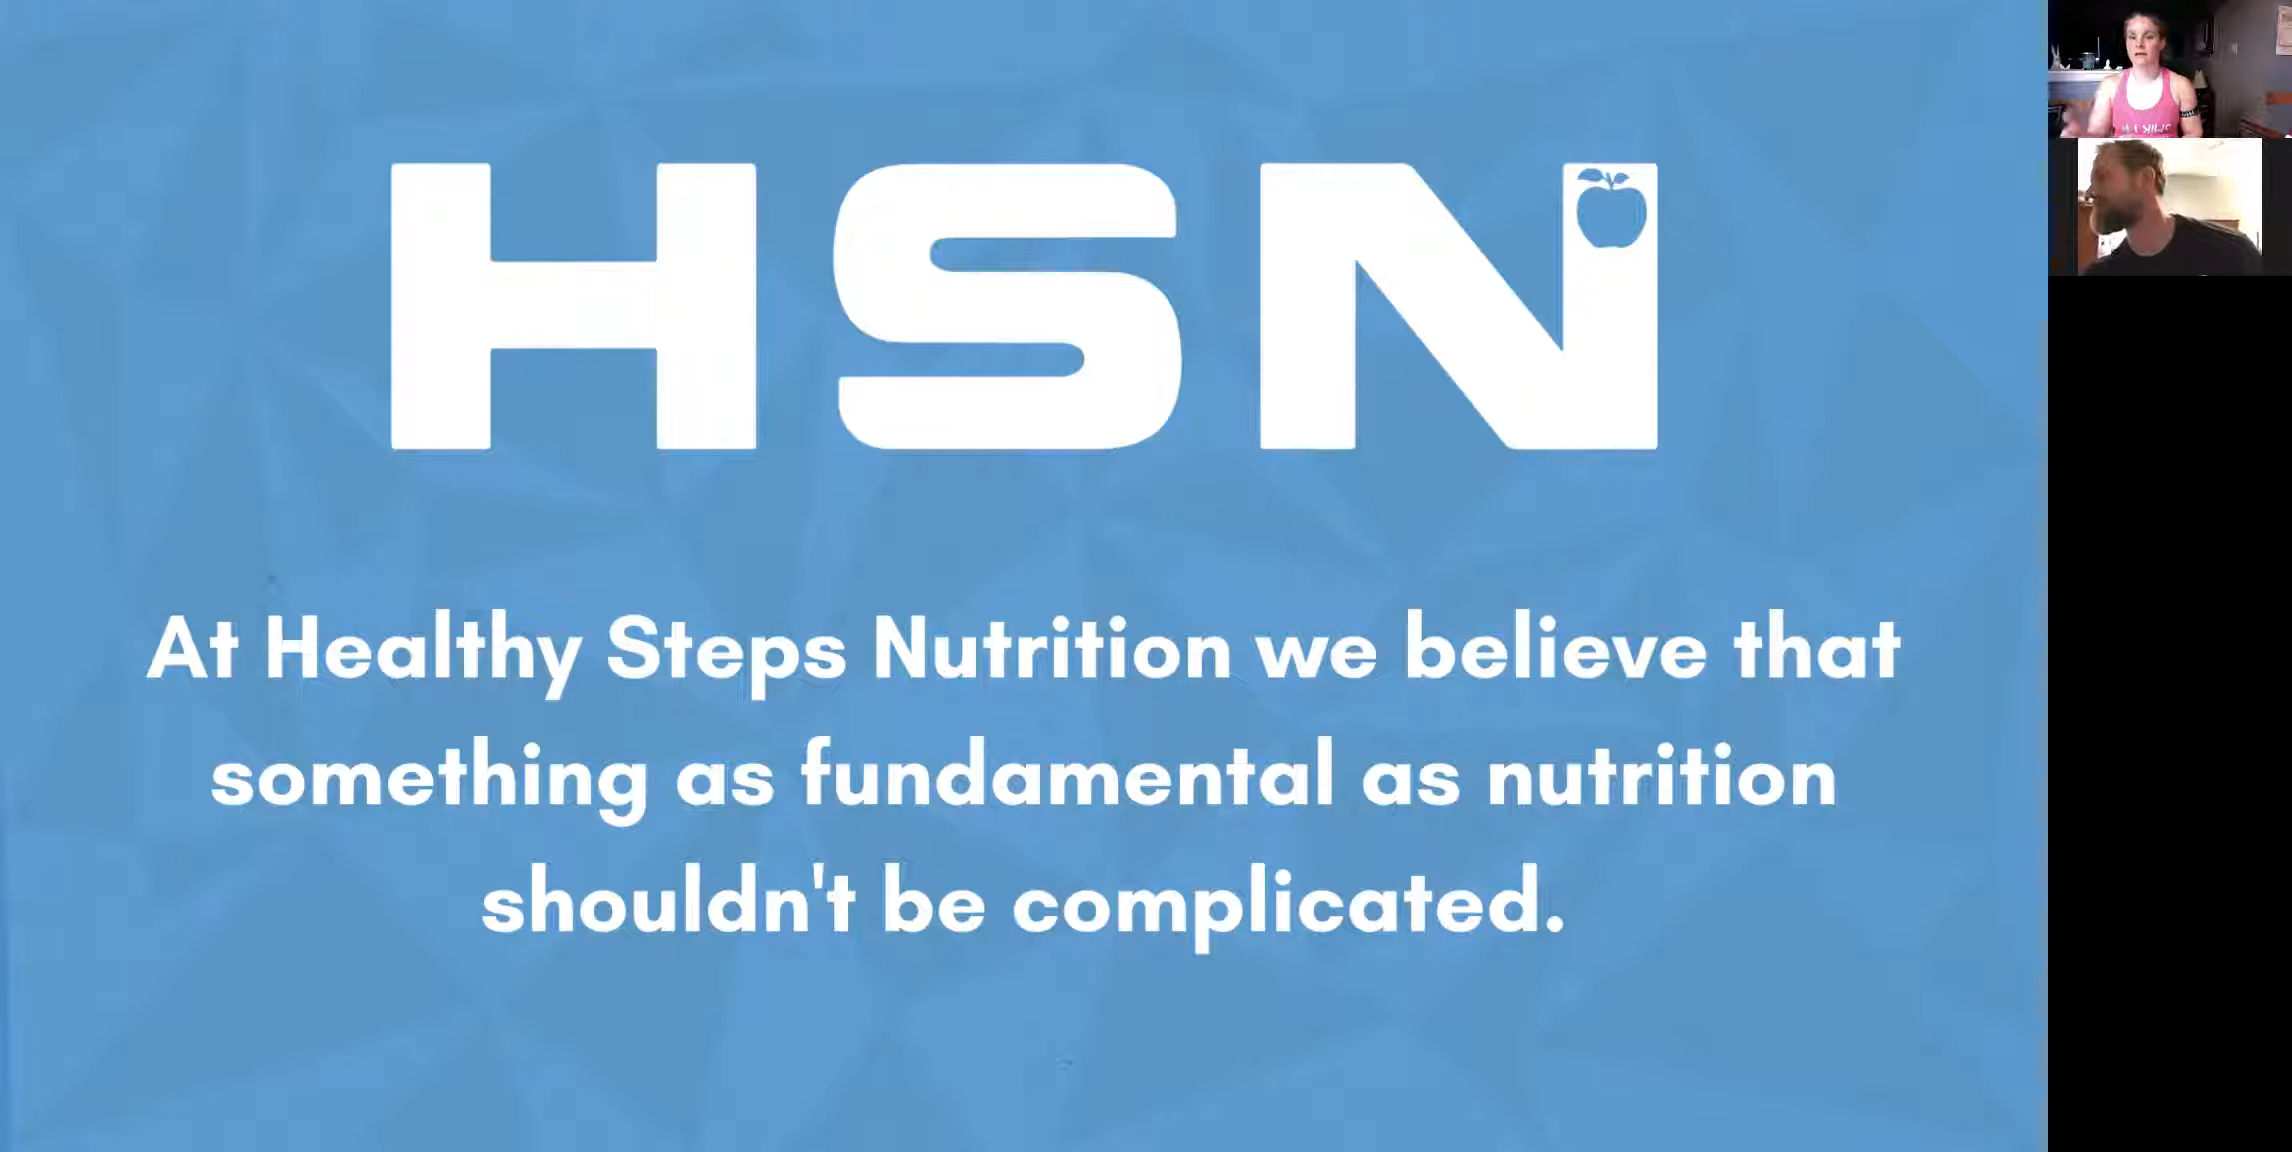 HSN
At Healthy Steps Nutrition we believe that
something as fundamental as nutrition
shouldn't be complicated.